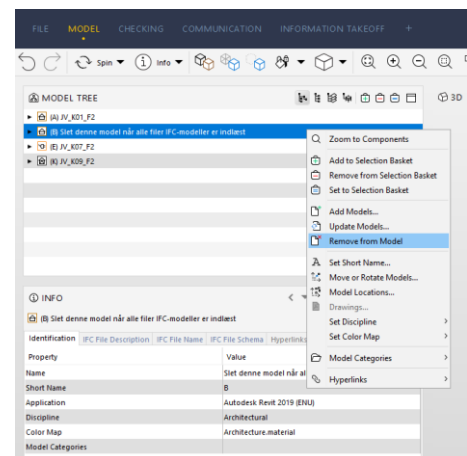 FILE MODEL CHECKING COMMUNICATION INFORMATION TAKEOFF +
Spin Info
MODEL TREE
3D
(A) JV_K01_F2
(B) Slet denne model når alle filer IFC-modeller er indlæst
(E) JV_K07_F2
(K) JV_K09_F2
Zoom to Components
Add to Selection Basket
Remove from Selection Basket
Set to Selection Basket
Add Models...
Update Models...
Remove from Model
Set Short Name...
Move or Rotate Models...
Model Locations...
Drawings...
Set Discipline
Set Color Map
Model Categories
Hyperlinks
INFO
(B) Slet denne model når alle filer IFC-modeller er indlæst
Identification IFC File Description IFC File Name IFC File Schema Hyperlinks
Property Value
Name Slet denne model når al
Short Name B
Application Autodesk Revit 2019 (ENU)
Discipline Architectural
Color Map Architecture.material
Model Categories